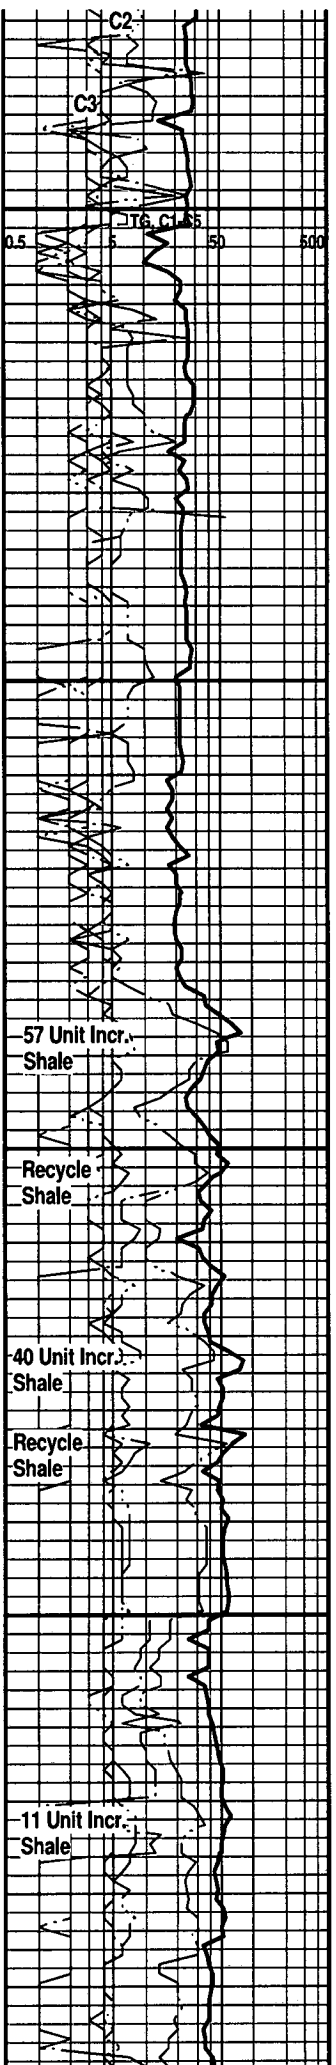 C2
C3
TG, C1-C5
0.5 5 50 500
57 Unit Incr.
Shale
Recycle
Shale
40 Unit Incr.
Shale
Recycle
Shale
11 Unit Incr.
Shale